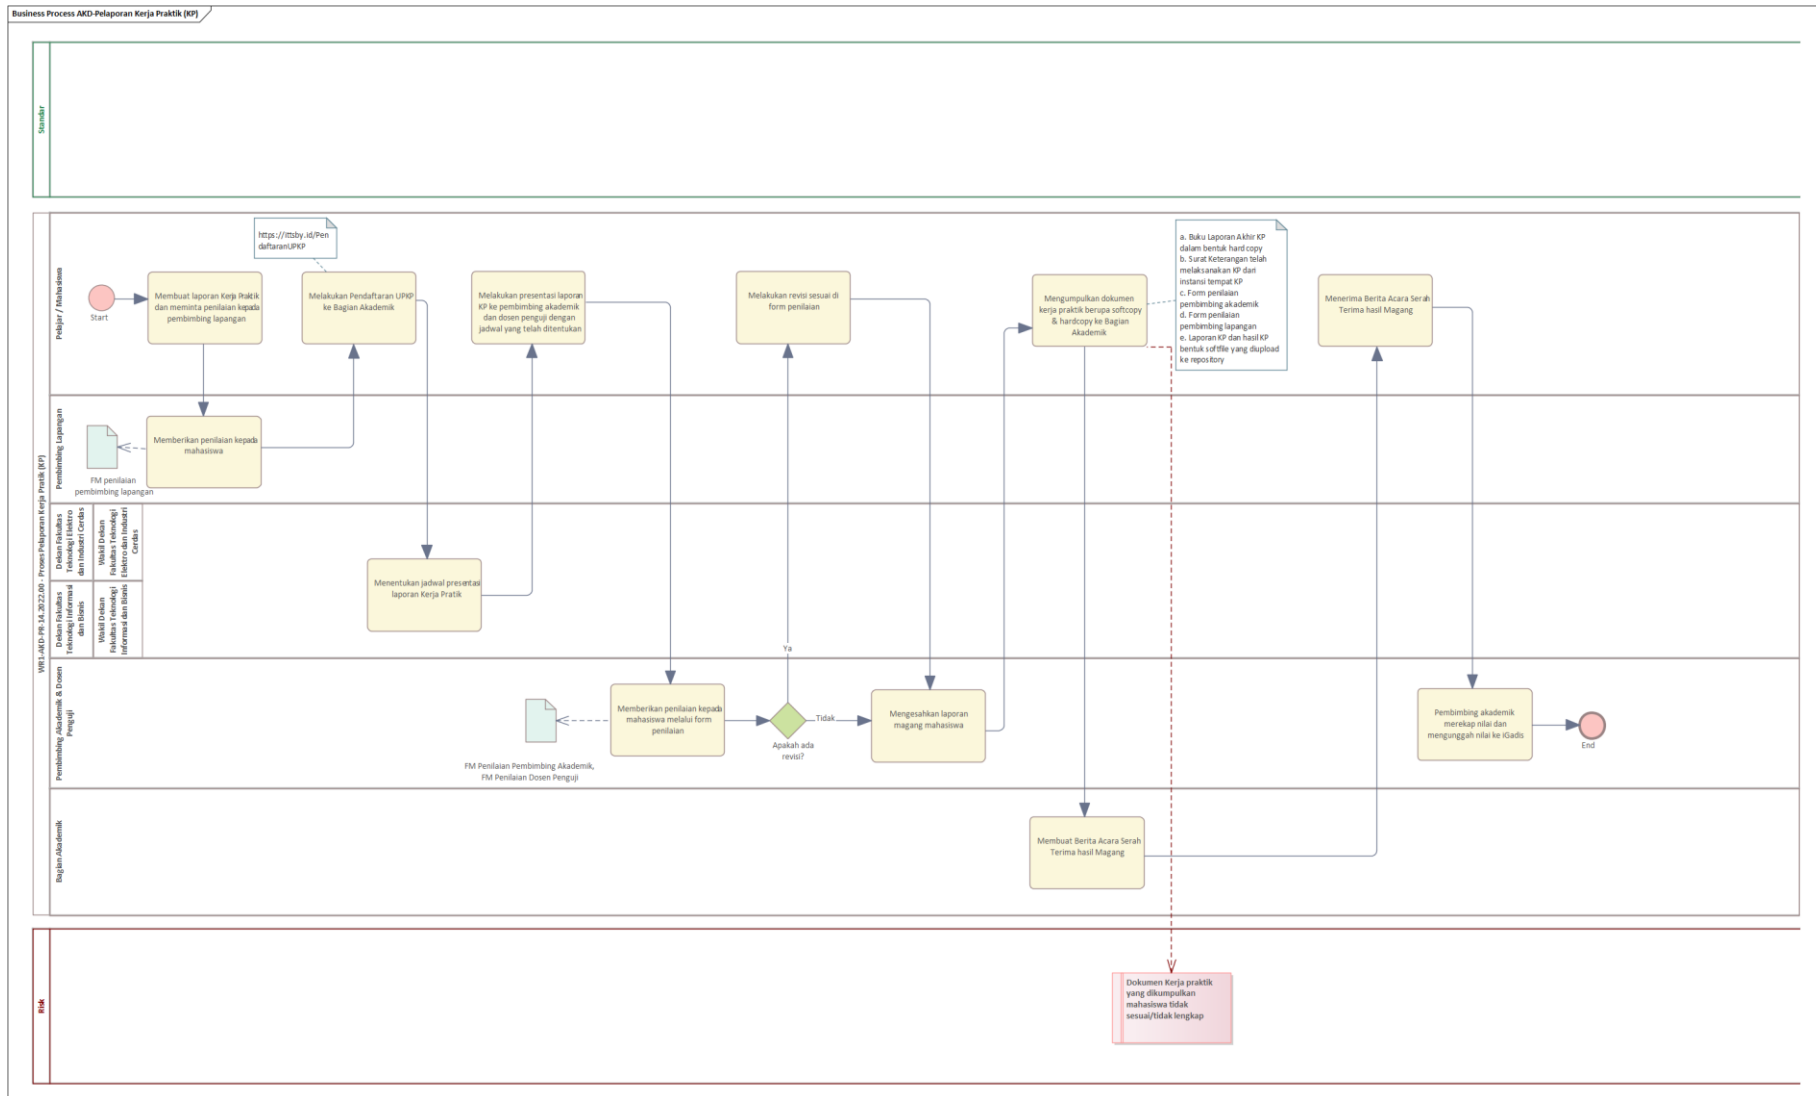 Business Process AKD-Pelaporan Kerja Praktik (KP)
Standar
WR1-AKD-PR-14.2022.00 - Proses Pelaporan Kerja Pratik (KP)
Pelajar / Mahasiswa
Start
Membuat laporan Kerja Praktik
dan meminta penilaian kepada
pembimbing lapangan
https://ittsby.id/Pen
daftaranUPKP
Melakukan Pendaftaran UPKP
ke Bagian Akademik
Melakukan presentasi laporan
KP ke pembimbing akademik
dan dosen penguji dengan
jadwal yang telah ditentukan
Melakukan revisi sesuai di
form penilaian
Mengumpulkan dokumen
kerja praktik berupa softcopy
& hardcopy ke Bagian
Akademik
a. Buku Laporan Akhir KP
dalam bentuk hard copy
b. Surat Keterangan telah
melaksanakan KP dari
instansi tempat KP
c. Form penilaian
pembimbing akademik
d. Form penilaian
pembimbing lapangan
e. Laporan KP dan hasil KP
bentuk softfile yang diupload
ke repository
Menerima Berita Acara Serah
Terima hasil Magang
Pembimbing Lapangan
Memberikan penilaian kepada
mahasiswa
FM penilaian
pembimbing lapangan
Dekan Fakultas
Teknologi Elektro
dan Industri Cerdas
Wakil Dekan
Fakultas Teknologi
Elektro dan Industri
Cerdas
Dekan Fakultas
Teknologi Informasi
dan Bisnis
Wakil Dekan
Fakultas Teknologi
Informasi dan Bisnis
Menentukan jadwal presentasi
laporan Kerja Pratik
Ya
Pembimbing Akademik & Dosen
Penguji
Memberikan penilaian kepada
mahasiswa melalui form
penilaian
FM Penilaian Pembimbing Akademik,
FM Penilaian Dosen Penguji
Apakah ada
revisi?
Tidak
Mengesahkan laporan
magang mahasiswa
Pembimbing akademik
merekap nilai dan
mengunggah nilai ke iGadis
End
Bagian Akademik
Membuat Berita Acara Serah
Terima hasil Magang
Risk
Dokumen Kerja praktik
yang dikumpulkan
mahasiswa tidak
sesuai/tidak lengkap